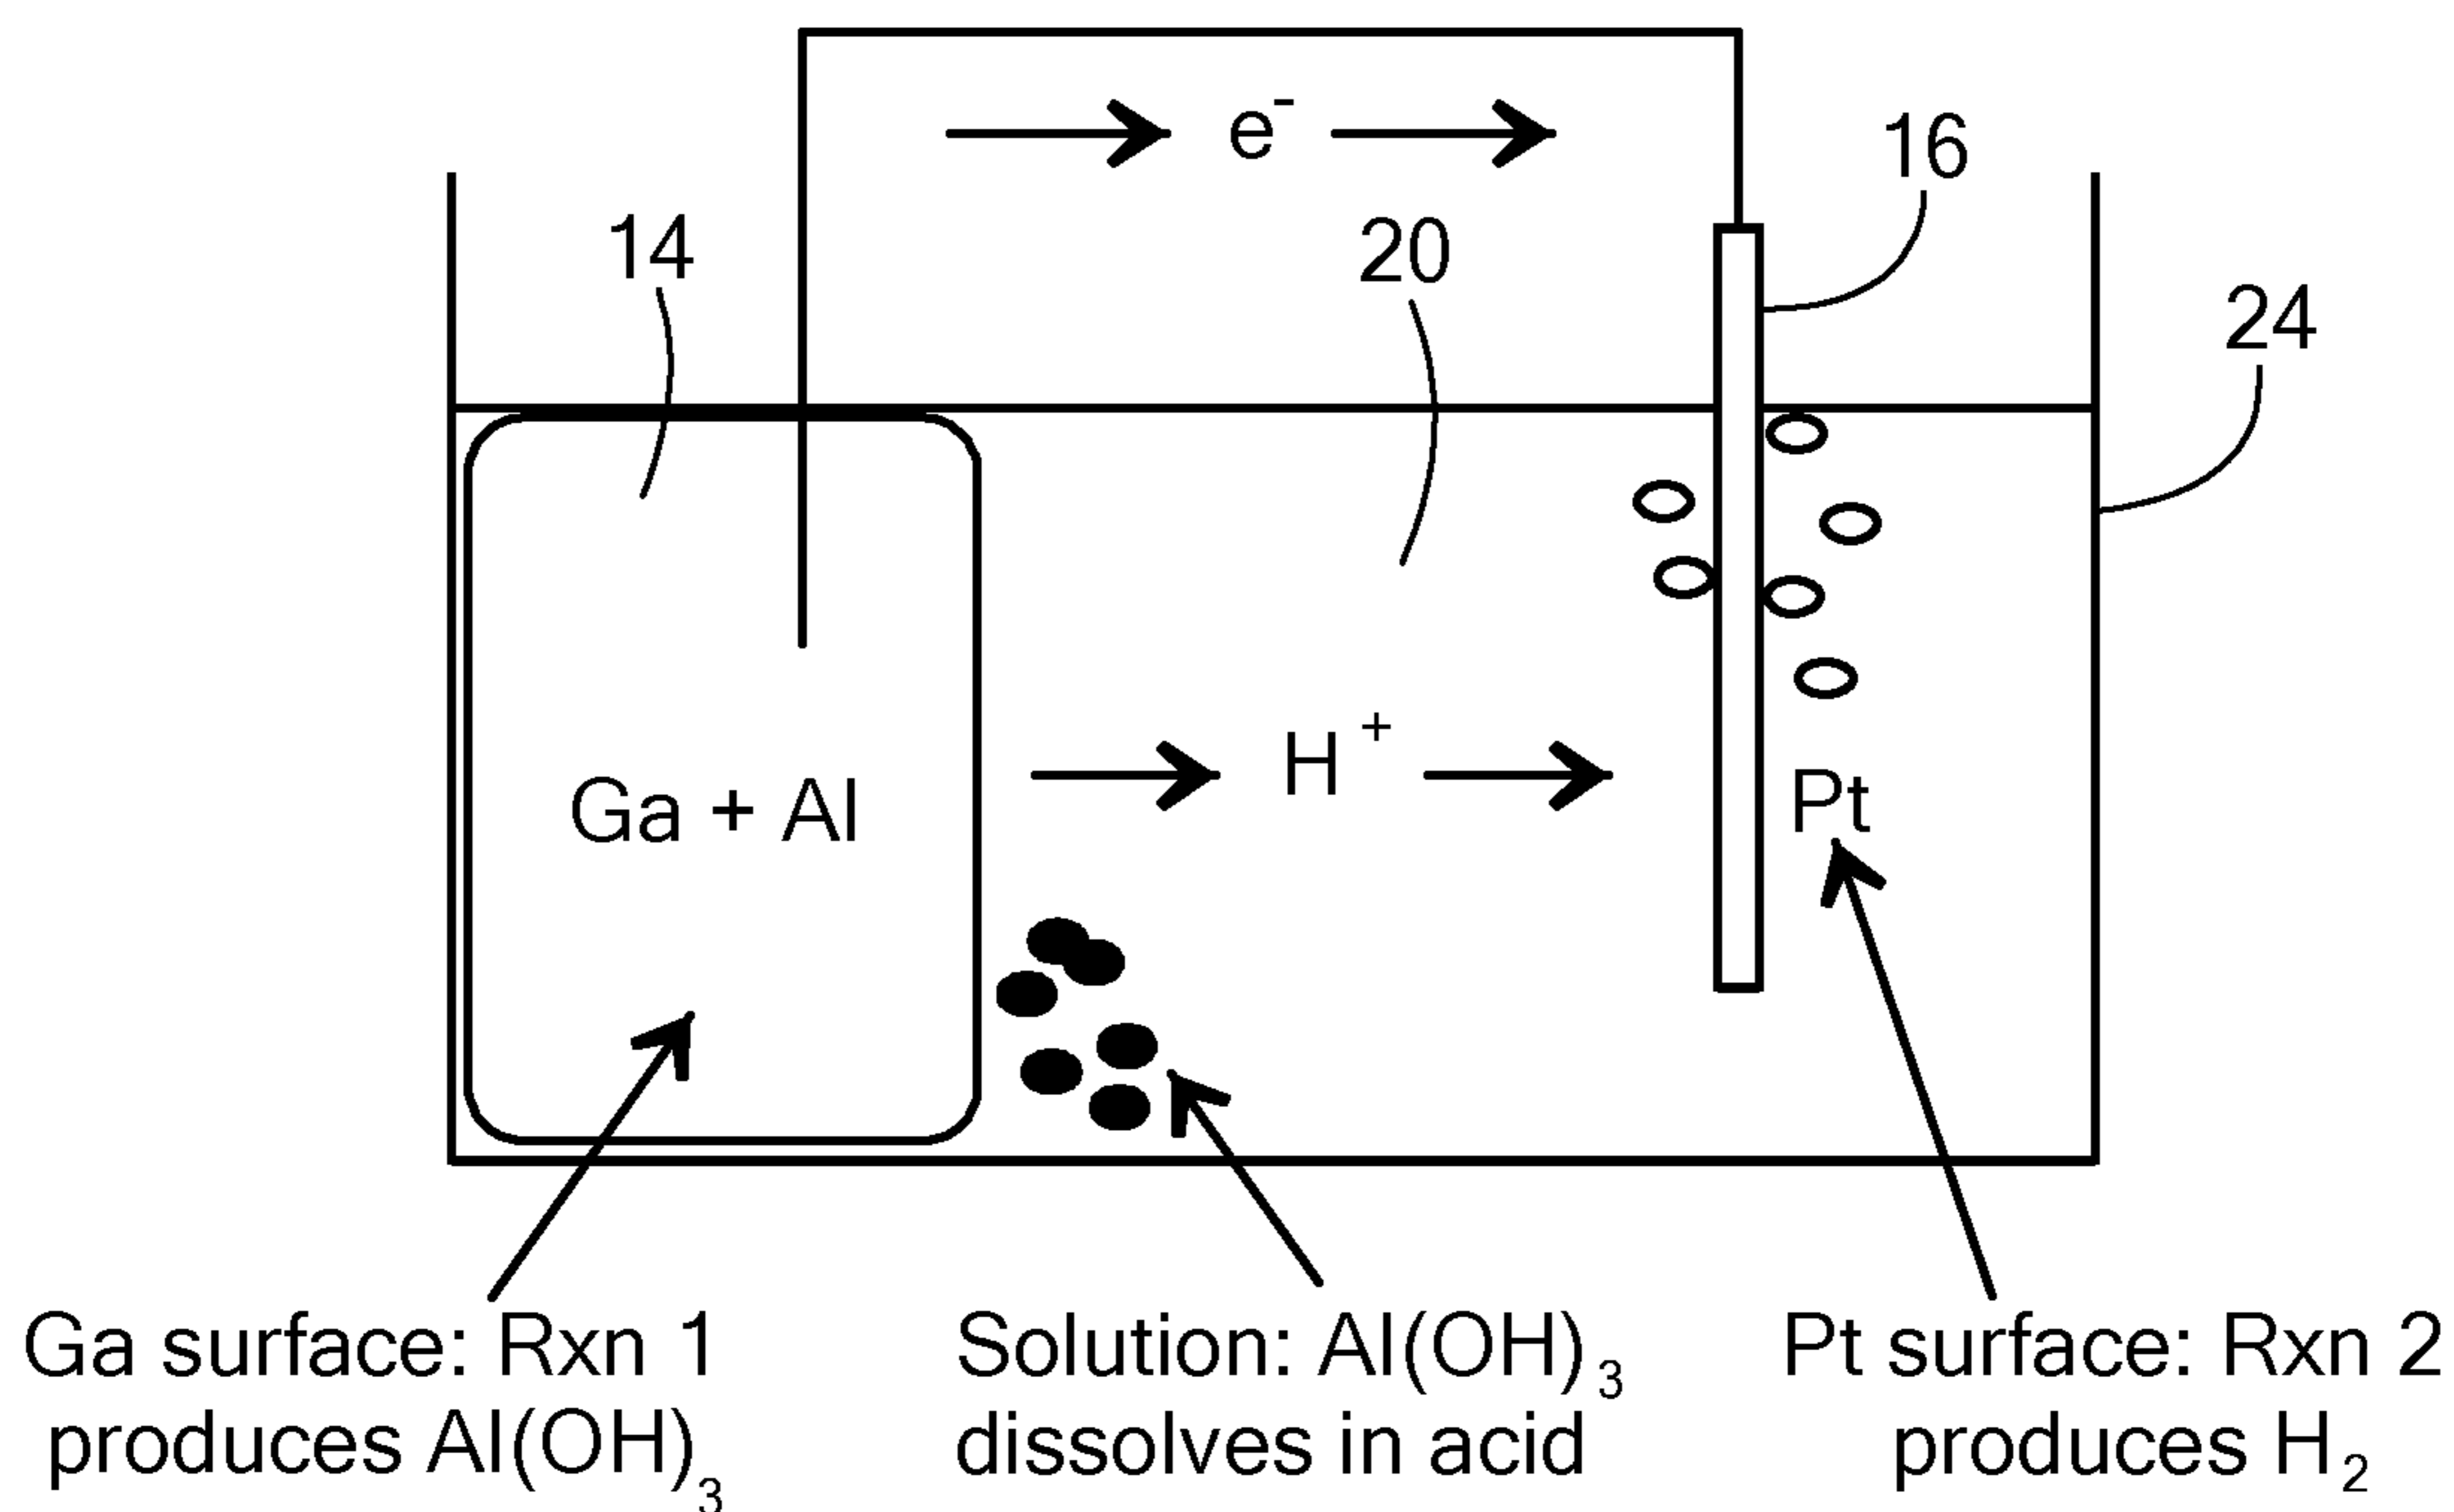 e⁻
16
14
20
24
H⁺
Ga + Al
Pt
Ga surface: Rxn 1
produces Al(OH)₃
Solution: Al(OH)₃
dissolves in acid
Pt surface: Rxn 2
produces H₂